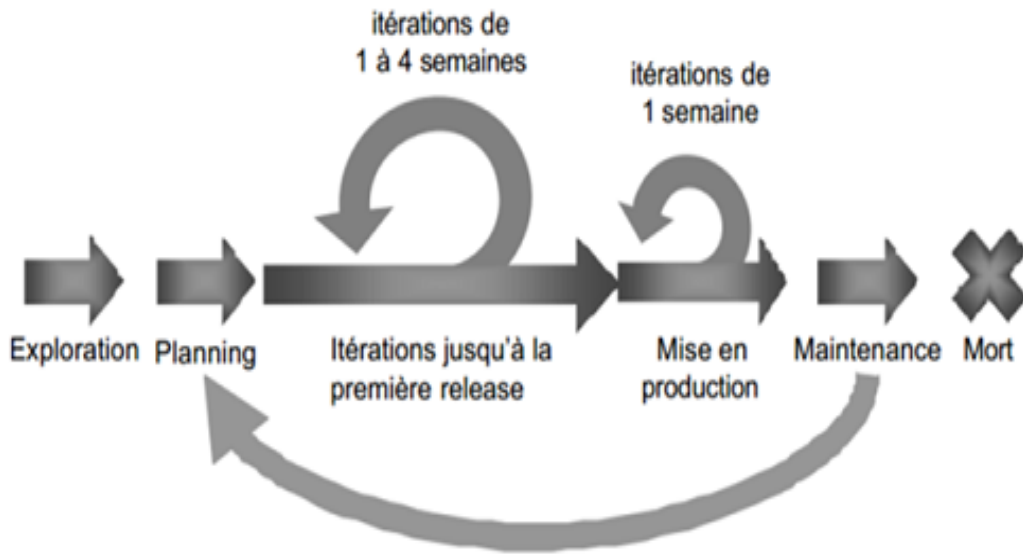 itérations de
1 à 4 semaines
itérations de
1 semaine
Exploration
Planning
Itérations jusqu'à la
première release
Mise en
production
Maintenance
Mort